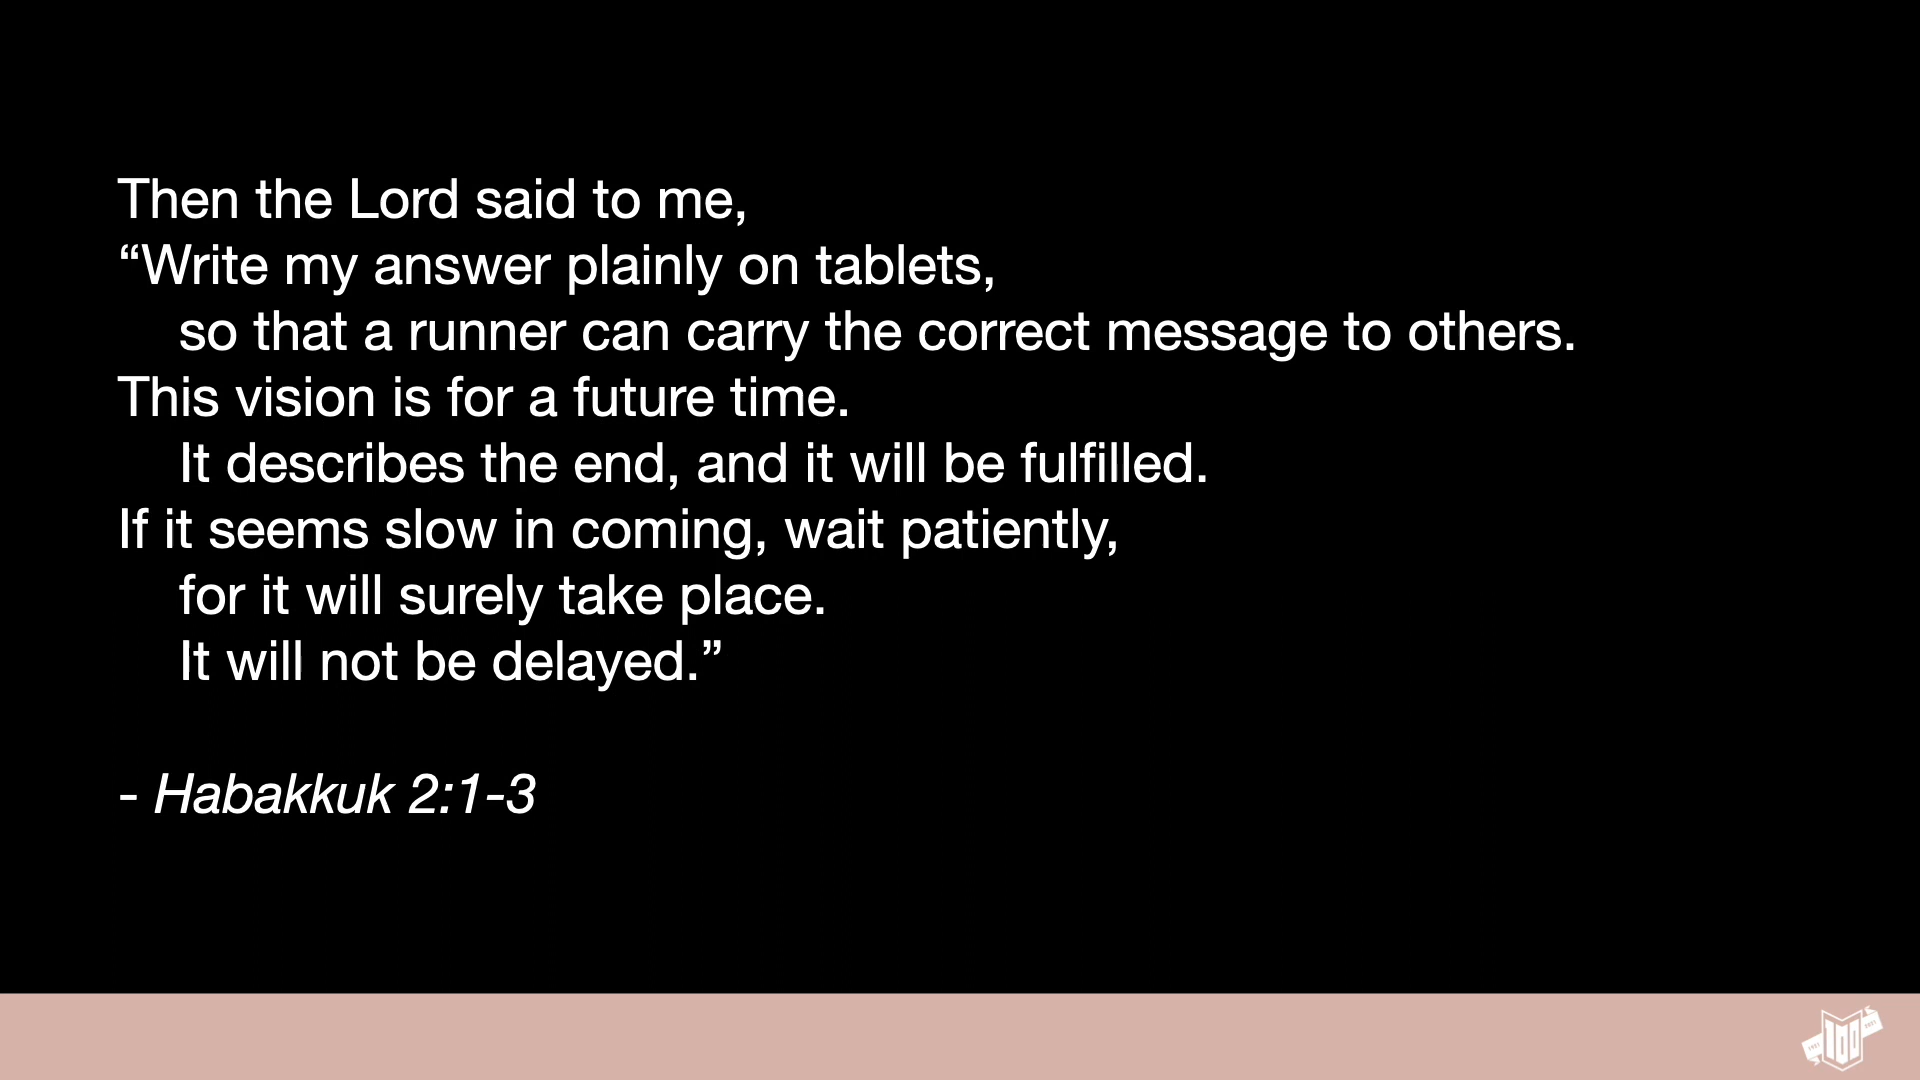 Then the Lord said to me,
“Write my answer plainly on tablets,
so that a runner can carry the correct message to others.
This vision is for a future time.
It describes the end, and it will be fulfilled.
If it seems slow in coming, wait patiently,
for it will surely take place.
It will not be delayed.”
- Habakkuk 2:1-3
100